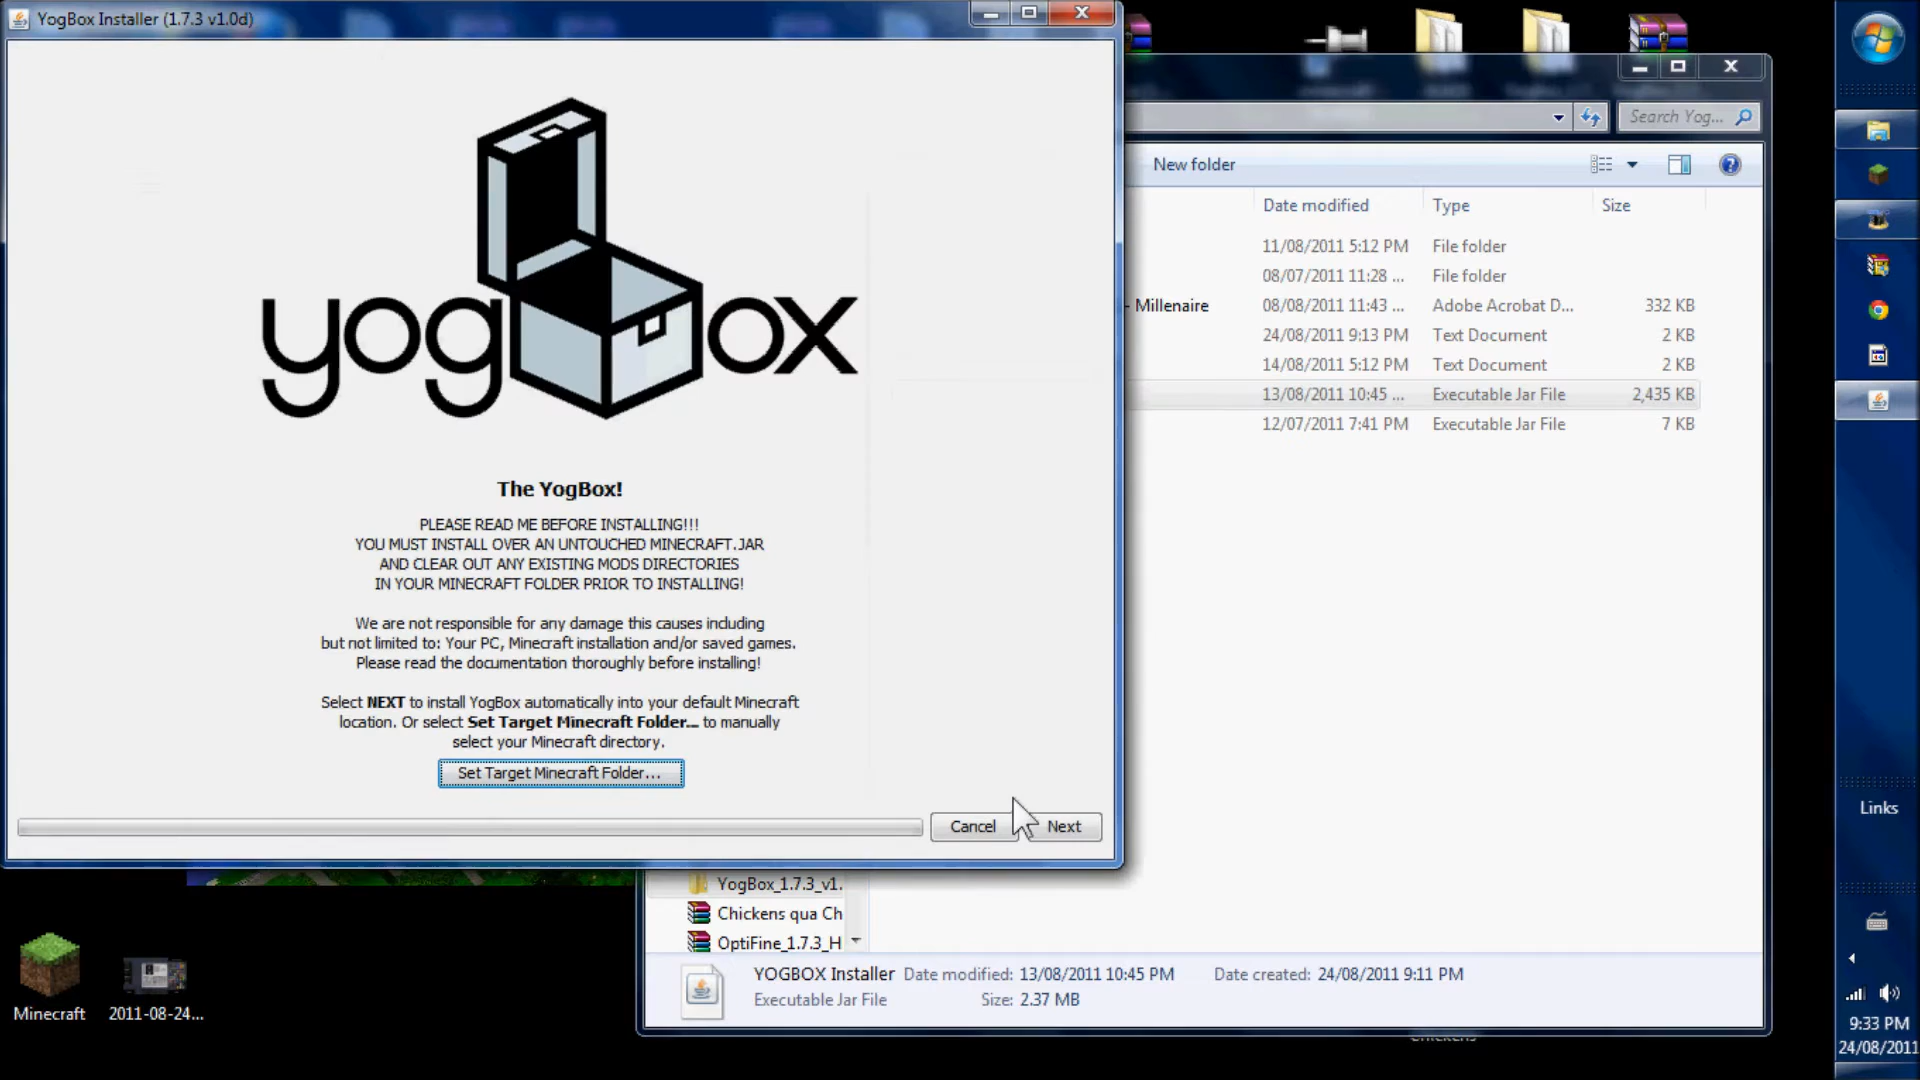 YogBox Installer (1.7.3 v1.0d)
yogbox
The YogBox!
PLEASE READ ME BEFORE INSTALLING!!!
YOU MUST INSTALL OVER AN UNTOUCHED MINECRAFT.JAR
AND CLEAR OUT ANY EXISTING MODS DIRECTORIES
IN YOUR MINECRAFT FOLDER PRIOR TO INSTALLING!
We are not responsible for any damage this causes including
but not limited to: Your PC, Minecraft installation and/or saved games.
Please read the documentation thoroughly before installing!
Select NEXT to install YogBox automatically into your default Minecraft
location. Or select Set Target Minecraft Folder... to manually
select your Minecraft directory.
Set Target Minecraft Folder...
Cancel
Next
Search Yog...
New folder
Date modified Type Size
11/08/2011 5:12 PM File folder
08/07/2011 11:28 ... File folder
- Millenaire 08/08/2011 11:43 ... Adobe Acrobat D... 332 KB
24/08/2011 9:13 PM Text Document 2 KB
14/08/2011 5:12 PM Text Document 2 KB
13/08/2011 10:45 ... Executable Jar File 2,435 KB
12/07/2011 7:41 PM Executable Jar File 7 KB
YogBox_1.7.3_v1.
Chickens qua Ch
OptiFine_1.7.3_H
YOGBOX Installer Date modified: 13/08/2011 10:45 PM Date created: 24/08/2011 9:11 PM
Executable Jar File Size: 2.37 MB
Minecraft
2011-08-24...
Links
9:33 PM
24/08/2011